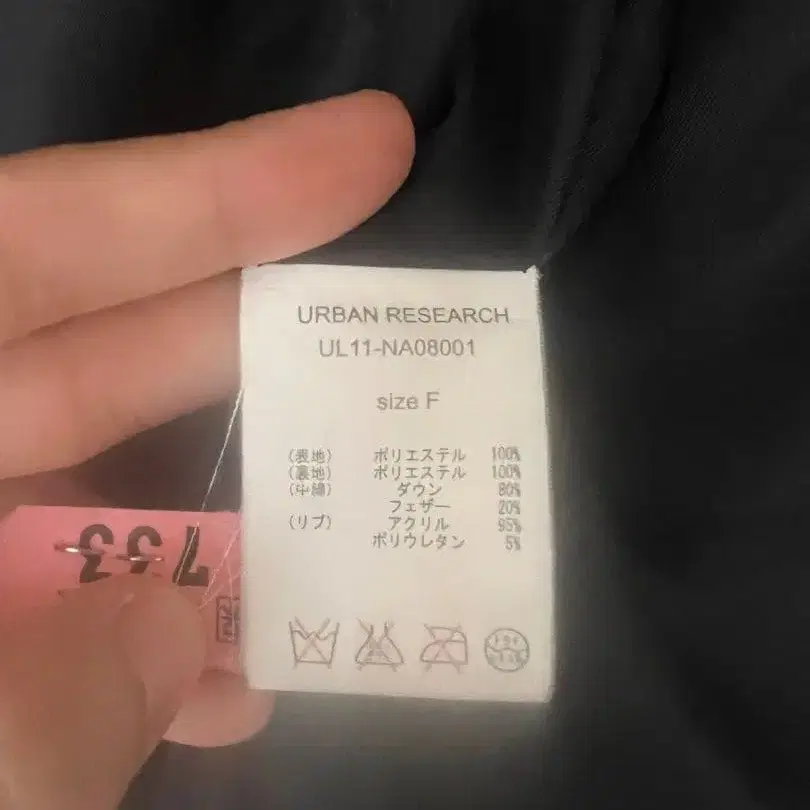 URBAN RESEARCH
UL11-NA08001
size F
(表地) ポリエステル 100%
(裏地) ポリエステル 100%
(中綿) ダウン 80%
フェザー 20%
(リブ) アクリル 95%
ポリウレタン 5%
733